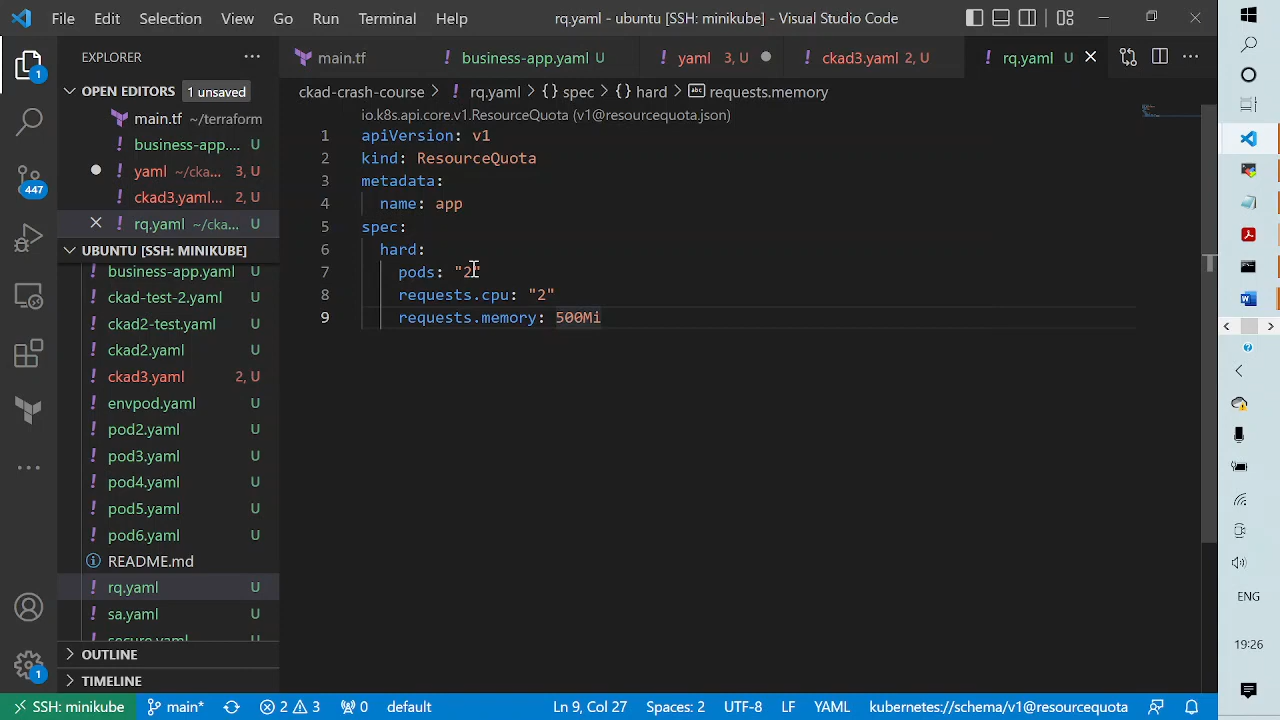 File Edit Selection View Go Run Terminal Help
rq.yaml - ubuntu [SSH: minikube] - Visual Studio Code
EXPLORER
OPEN EDITORS 1 unsaved
main.tf ~/terraform
business-app.... U
yaml ~/cka... 3, U
ckad3.yaml... 2, U
rq.yaml ~/cka... U
UBUNTU [SSH: MINIKUBE]
business-app.yaml U
ckad-test-2.yaml U
ckad2-test.yaml U
ckad2.yaml U
ckad3.yaml 2, U
envpod.yaml U
pod2.yaml U
pod3.yaml U
pod4.yaml U
pod5.yaml U
pod6.yaml U
README.md
rq.yaml U
sa.yaml U
secure.yaml U
OUTLINE
TIMELINE
1
447
1
main.tf business-app.yaml U yaml 3, U ckad3.yaml 2, U rq.yaml U
ckad-crash-course > rq.yaml > {} spec > {} hard > requests.memory
io.k8s.api.core.v1.ResourceQuota (v1@resourcequota.json)
1 apiVersion: v1
2 kind: ResourceQuota
3 metadata:
4 name: app
5 spec:
6 hard:
7 pods: "2"
8 requests.cpu: "2"
9 requests.memory: 500Mi
SSH: minikube main* 2 3 0 default Ln 9, Col 27 Spaces: 2 UTF-8 LF YAML kubernetes://schema/v1@resourcequota
ENG
19:26